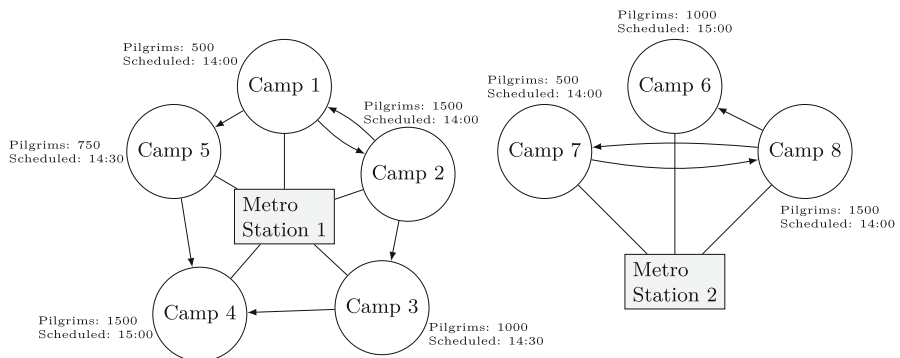 Pilgrims: 500
Scheduled: 14:00
Camp 1
Pilgrims: 1500
Scheduled: 14:00
Camp 2
Pilgrims: 750
Scheduled: 14:30
Camp 5
Metro
Station 1
Camp 4
Pilgrims: 1500
Scheduled: 15:00
Camp 3
Pilgrims: 1000
Scheduled: 14:30
Pilgrims: 1000
Scheduled: 15:00
Camp 6
Pilgrims: 500
Scheduled: 14:00
Camp 7
Camp 8
Pilgrims: 1500
Scheduled: 14:00
Metro
Station 2